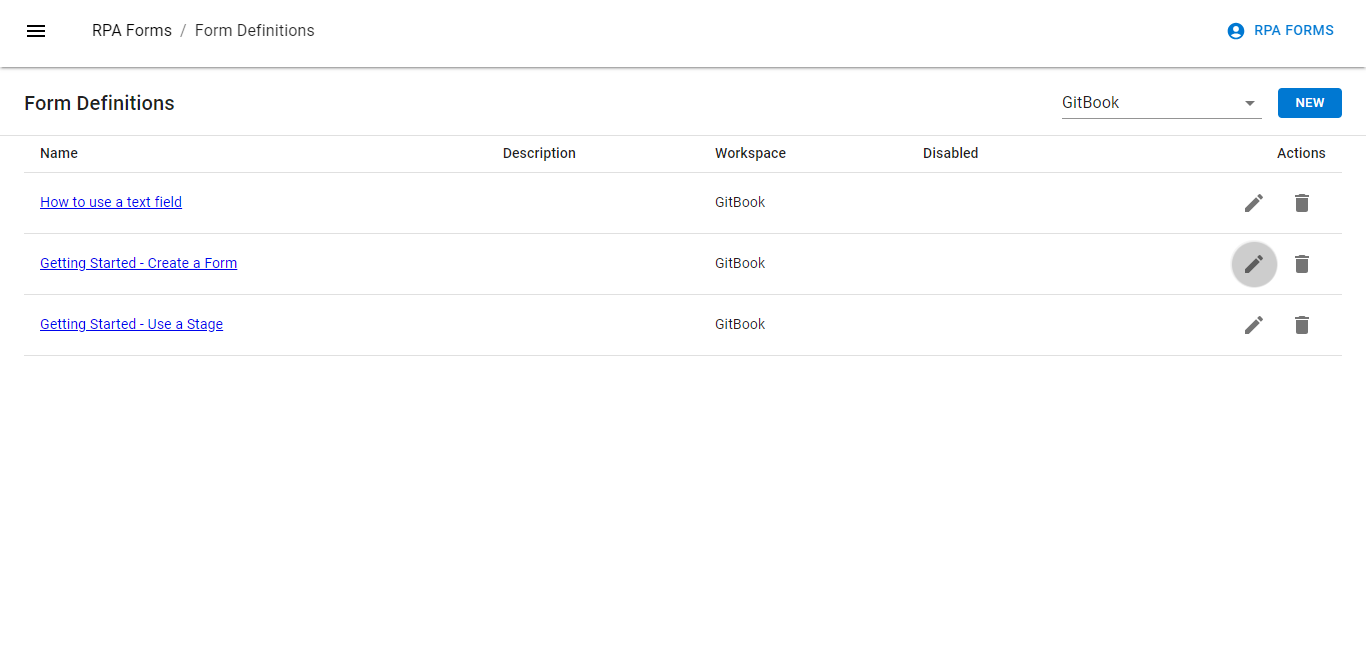 RPA Forms / Form Definitions RPA FORMS
Form Definitions GitBook NEW
Name Description Workspace Disabled Actions
How to use a text field GitBook
Getting Started - Create a Form GitBook
Getting Started - Use a Stage GitBook